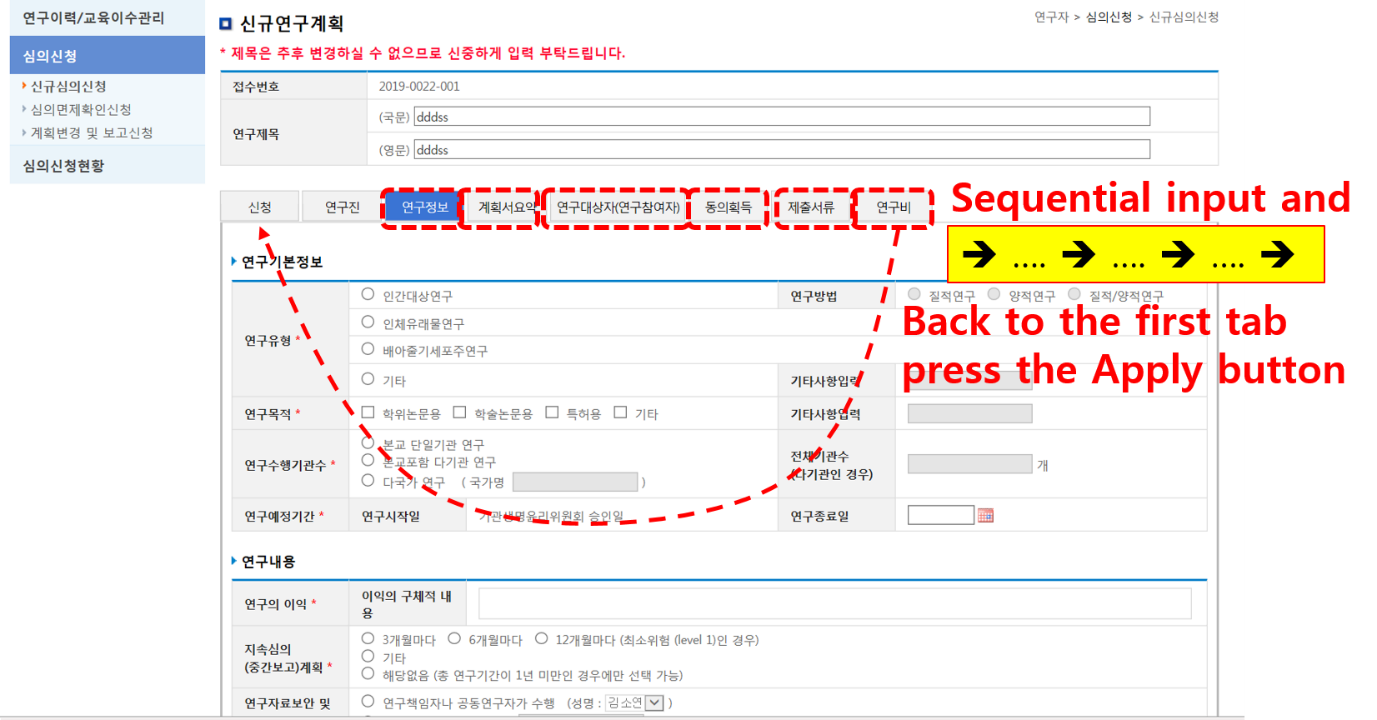 연구이력/교육이수관리
심의신청
신규심의신청
심의면제확인신청
계획변경 및 보고신청
심의신청현황
신규연구계획
연구자 > 심의신청 > 신규심의신청
* 제목은 추후 변경하실 수 없으므로 신중하게 입력 부탁드립니다.
접수번호 2019-0022-001
연구제목
(국문) dddss
(영문) dddss
신청 연구진 연구정보 계획서요약 연구대상자(연구참여자) 동의획득 제출서류 연구비
Sequential input and
➔ .... ➔ .... ➔ .... ➔
Back to the first tab
press the Apply button
연구기본정보
연구유형 *
인간대상연구 연구방법 질적연구 양적연구 질적/양적연구
인체유래물연구
배아줄기세포주연구
기타 기타사항입력
연구목적 * 학위논문용 학술논문용 특허용 기타 기타사항입력
연구수행기관수 *
본교 단일기관 연구
본교포함 다기관 연구
다국가 연구 ( 국가명 )
전체기관수
(다기관인 경우)
개
연구예정기간 * 연구시작일 기관생명윤리위원회 승인일 연구종료일
연구내용
연구의 이익 * 이익의 구체적 내
용
지속심의
(중간보고)계획 *
3개월마다 6개월마다 12개월마다 (최소위험 (level 1)인 경우)
기타
해당없음 (총 연구기간이 1년 미만인 경우에만 선택 가능)
연구자료보안 및 연구책임자나 공동연구자가 수행 (성명 : 김소연 )